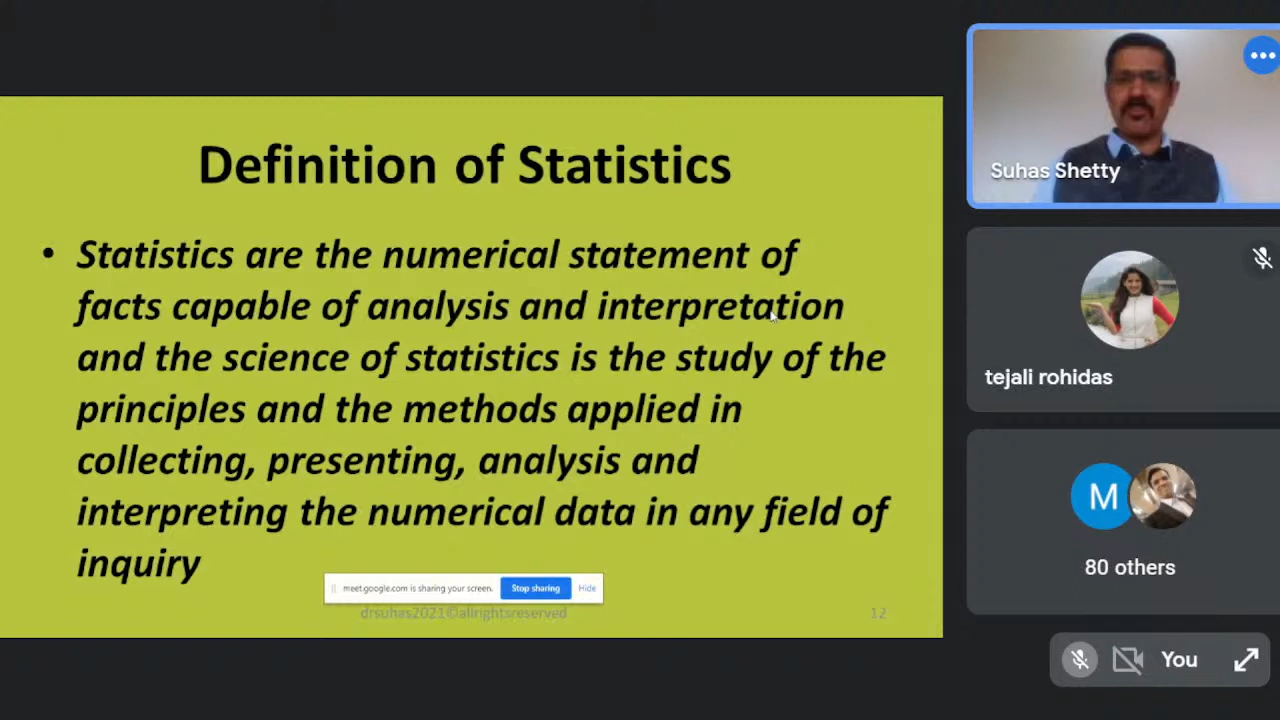 Definition of Statistics
• Statistics are the numerical statement of
facts capable of analysis and interpretation
and the science of statistics is the study of the
principles and the methods applied in
collecting, presenting, analysis and
interpreting the numerical data in any field of
inquiry
meet.google.com is sharing your screen. Stop sharing Hide
drsuhas2021©allrightsreserved 12
Suhas Shetty
tejali rohidas
M
80 others
You